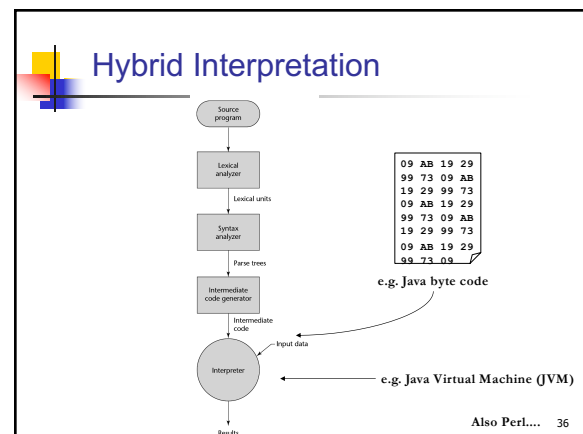 Hybrid Interpretation
Source
program
Lexical
analyzer
Lexical units
Syntax
analyzer
Parse trees
Intermediate
code generator
Intermediate
code
Input data
Interpreter
Results
09 AB 19 29
99 73 09 AB
19 29 99 73
09 AB 19 29
99 73 09 AB
19 29 99 73
09 AB 19 29
99 73 09
e.g. Java byte code
e.g. Java Virtual Machine (JVM)
Also Perl.... 36